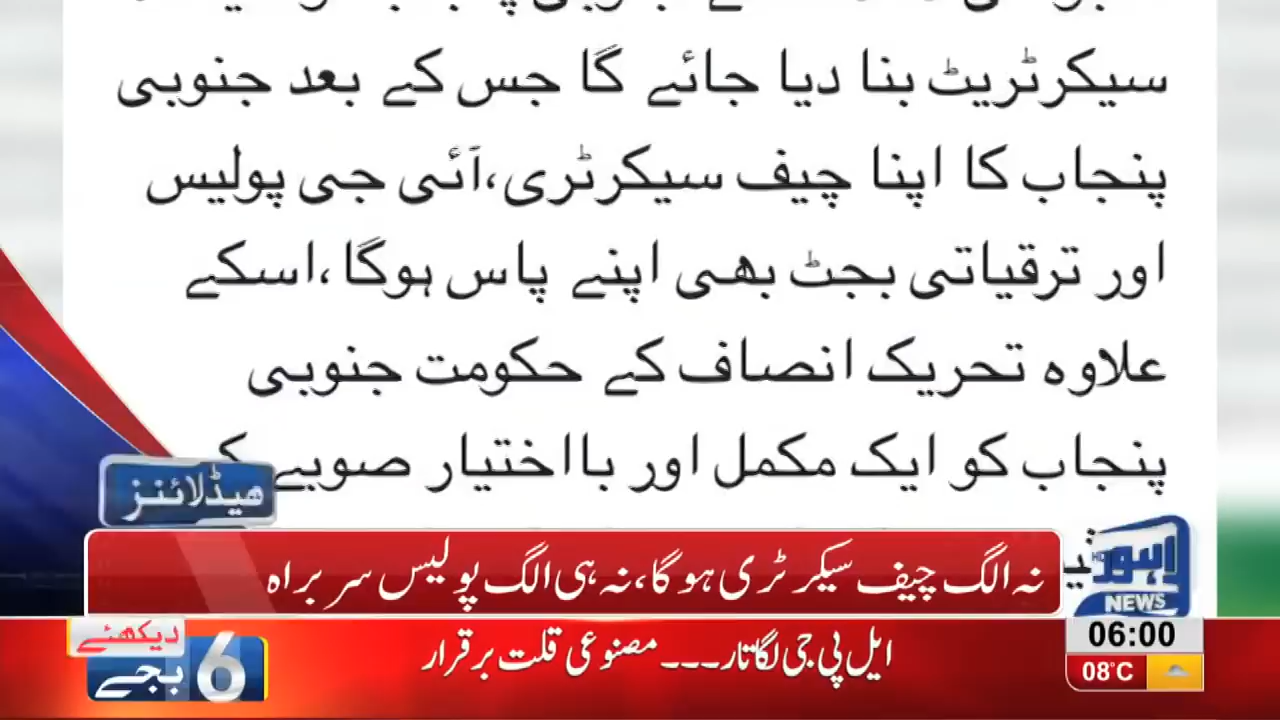 سیکرٹریٹ بنا دیا جائے گا جس کے بعد جنوبی
پنجاب کا اپنا چیف سیکرٹری،آئی جی پولیس
اور ترقیاتی بجٹ بھی اپنے پاس ہوگا،اسکے
علاوہ تحریک انصاف کے حکومت جنوبی
پنجاب کو ایک مکمل اور بااختیار صوبے
ہیڈلائنز
نہ الگ چیف سیکرٹری ہوگا،نہ ہی الگ پولیس سربراہ
لاہور
HD
NEWS
دیکھئے
6 بجے
ایل پی جی لگاتار۔۔۔ مصنوعی قلت برقرار
06:00
08°C